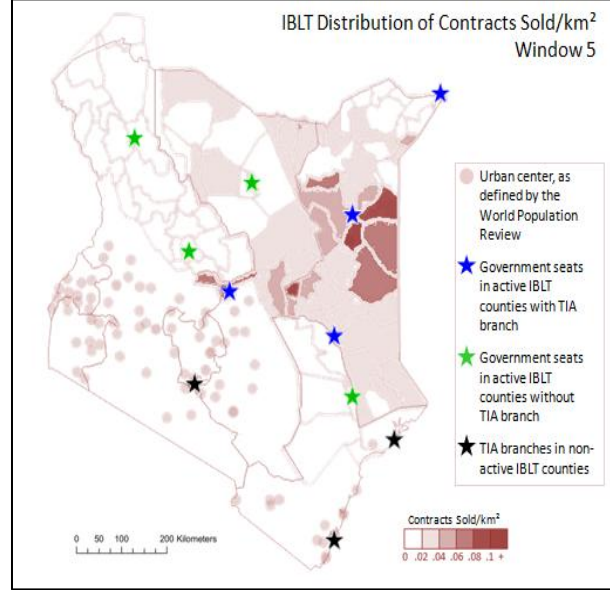 IBLT Distribution of Contracts Sold/km²
Window 5
Urban center, as
defined by the
World Population
Review
Government seats
in active IBLT
counties with TIA
branch
Government seats
in active IBLT
counties without
TIA branch
TIA branches in non-
active IBLT counties
Contracts Sold/km²
0 .02 .04 .06 .08 .1 +
0 25 50 100 150 200 Kilometers